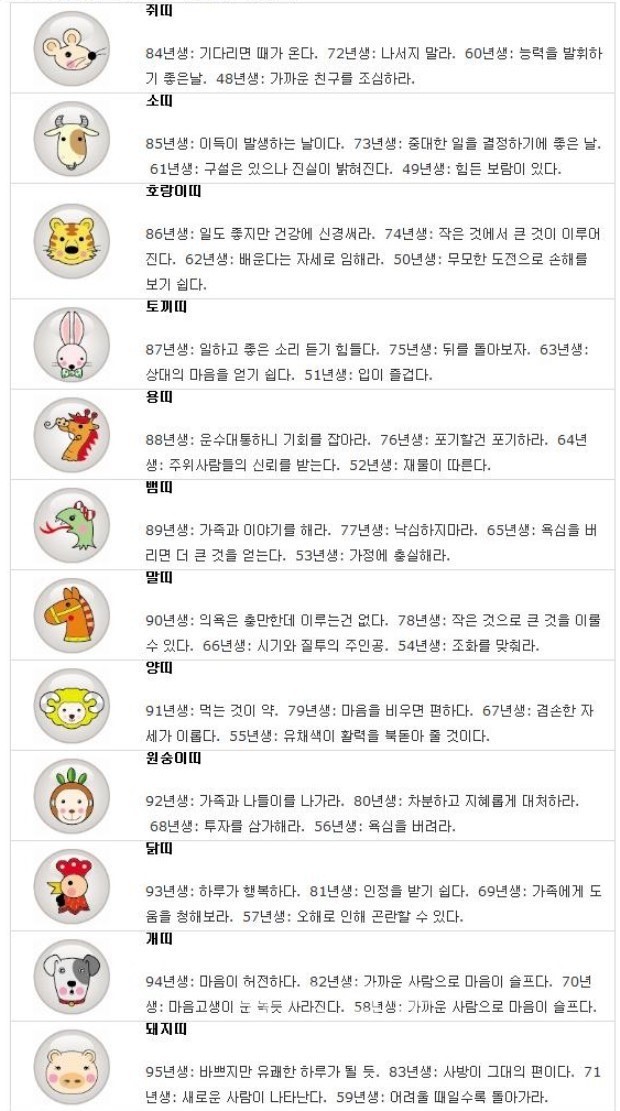 쥐띠
84년생: 기다리면 때가 온다. 72년생: 나서지 말라. 60년생: 능력을 발휘하
기 좋은날. 48년생: 가까운 친구를 조심하라.
소띠
85년생: 이득이 발생하는 날이다. 73년생: 중대한 일을 결정하기에 좋은 날.
61년생: 구설은 있으나 진실이 밝혀진다. 49년생: 힘든 보람이 있다.
호랑이띠
86년생: 일도 좋지만 건강에 신경써라. 74년생: 작은 것에서 큰 것이 이루어
진다. 62년생: 배운다는 자세로 임해라. 50년생: 무모한 도전으로 손해를
보기 쉽다.
토끼띠
87년생: 일하고 좋은 소리 듣기 힘들다. 75년생: 뒤를 돌아보자. 63년생:
상대의 마음을 얻기 쉽다. 51년생: 입이 즐겁다.
용띠
88년생: 운수대통하니 기회를 잡아라. 76년생: 포기할건 포기하라. 64년
생: 주위사람들의 신뢰를 받는다. 52년생: 재물이 따른다.
뱀띠
89년생: 가족과 이야기를 해라. 77년생: 낙심하지마라. 65년생: 욕심을 버
리면 더 큰 것을 얻는다. 53년생: 가정에 충실해라.
말띠
90년생: 의욕은 충만한데 이루는건 없다. 78년생: 작은 것으로 큰 것을 이룰
수 있다. 66년생: 시기와 질투의 주인공. 54년생: 조화를 맞춰라.
양띠
91년생: 먹는 것이 약. 79년생: 마음을 비우면 편하다. 67년생: 겸손한 자
세가 이롭다. 55년생: 유채색이 활력을 북돋아 줄 것이다.
원숭이띠
92년생: 가족과 나들이를 나가라. 80년생: 차분하고 지혜롭게 대처하라.
68년생: 투자를 삼가해라. 56년생: 욕심을 버려라.
닭띠
93년생: 하루가 행복하다. 81년생: 인정을 받기 쉽다. 69년생: 가족에게 도
움을 청해보라. 57년생: 오해로 인해 곤란할 수 있다.
개띠
94년생: 마음이 허전하다. 82년생: 가까운 사람으로 마음이 슬프다. 70년
생: 마음고생이 눈 녹듯 사라진다. 58년생: 가까운 사람으로 마음이 슬프다.
돼지띠
95년생: 바쁘지만 유쾌한 하루가 될 듯. 83년생: 사방이 그대의 편이다. 71
년생: 새로운 사람이 나타난다. 59년생: 어려울 때일수록 돌아가라.